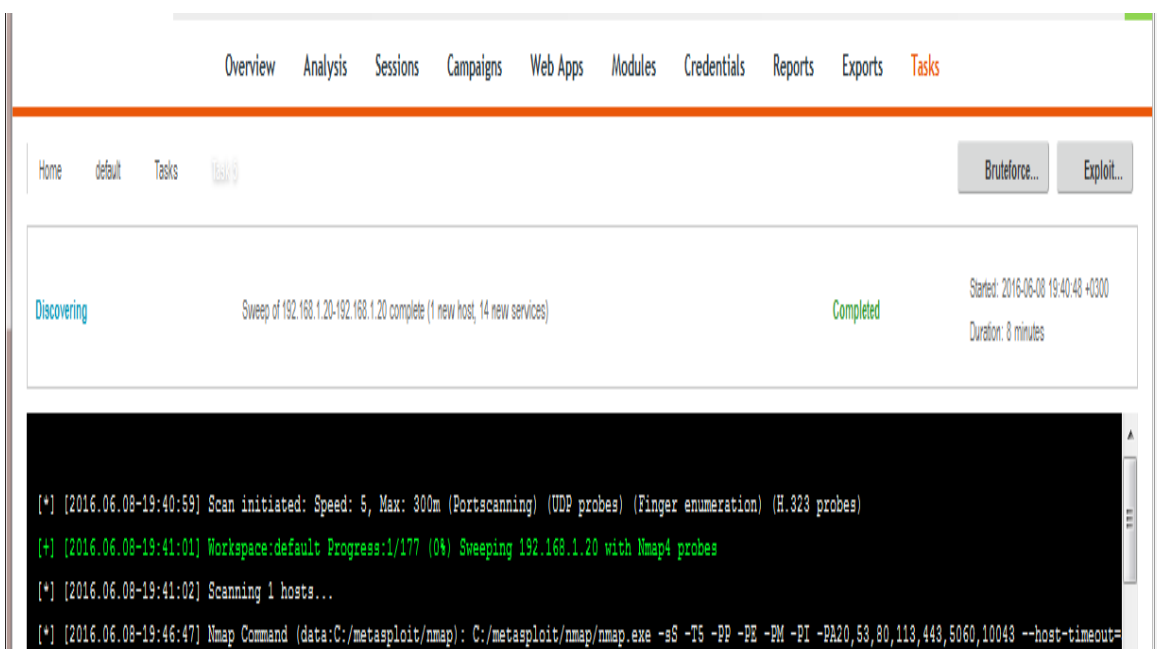 Overview Analysis Sessions Campaigns Web Apps Modules Credentials Reports Exports Tasks
Home default Tasks Task 5
Bruteforce... Exploit...
Discovering Sweep of 192.168.1.20-192.168.1.20 complete (1 new host, 14 new services) Completed Started: 2016-06-08 19:40:48 +0300
Duration: 8 minutes
[*] [2016.06.08-19:40:59] Scan initiated: Speed: 5, Max: 300m (Portscanning) (UDP probes) (Finger enumeration) (H.323 probes)
[+] [2016.06.08-19:41:01] Workspace:default Progress:1/177 (0%) Sweeping 192.168.1.20 with Nmap4 probes
[*] [2016.06.08-19:41:02] Scanning 1 hosts...
[*] [2016.06.08-19:46:47] Nmap Command (data:C:/metasploit/nmap): C:/metasploit/nmap/nmap.exe -sS -T5 -PP -PE -PM -PI -PA20,53,80,113,443,5060,10043 --host-timeout=